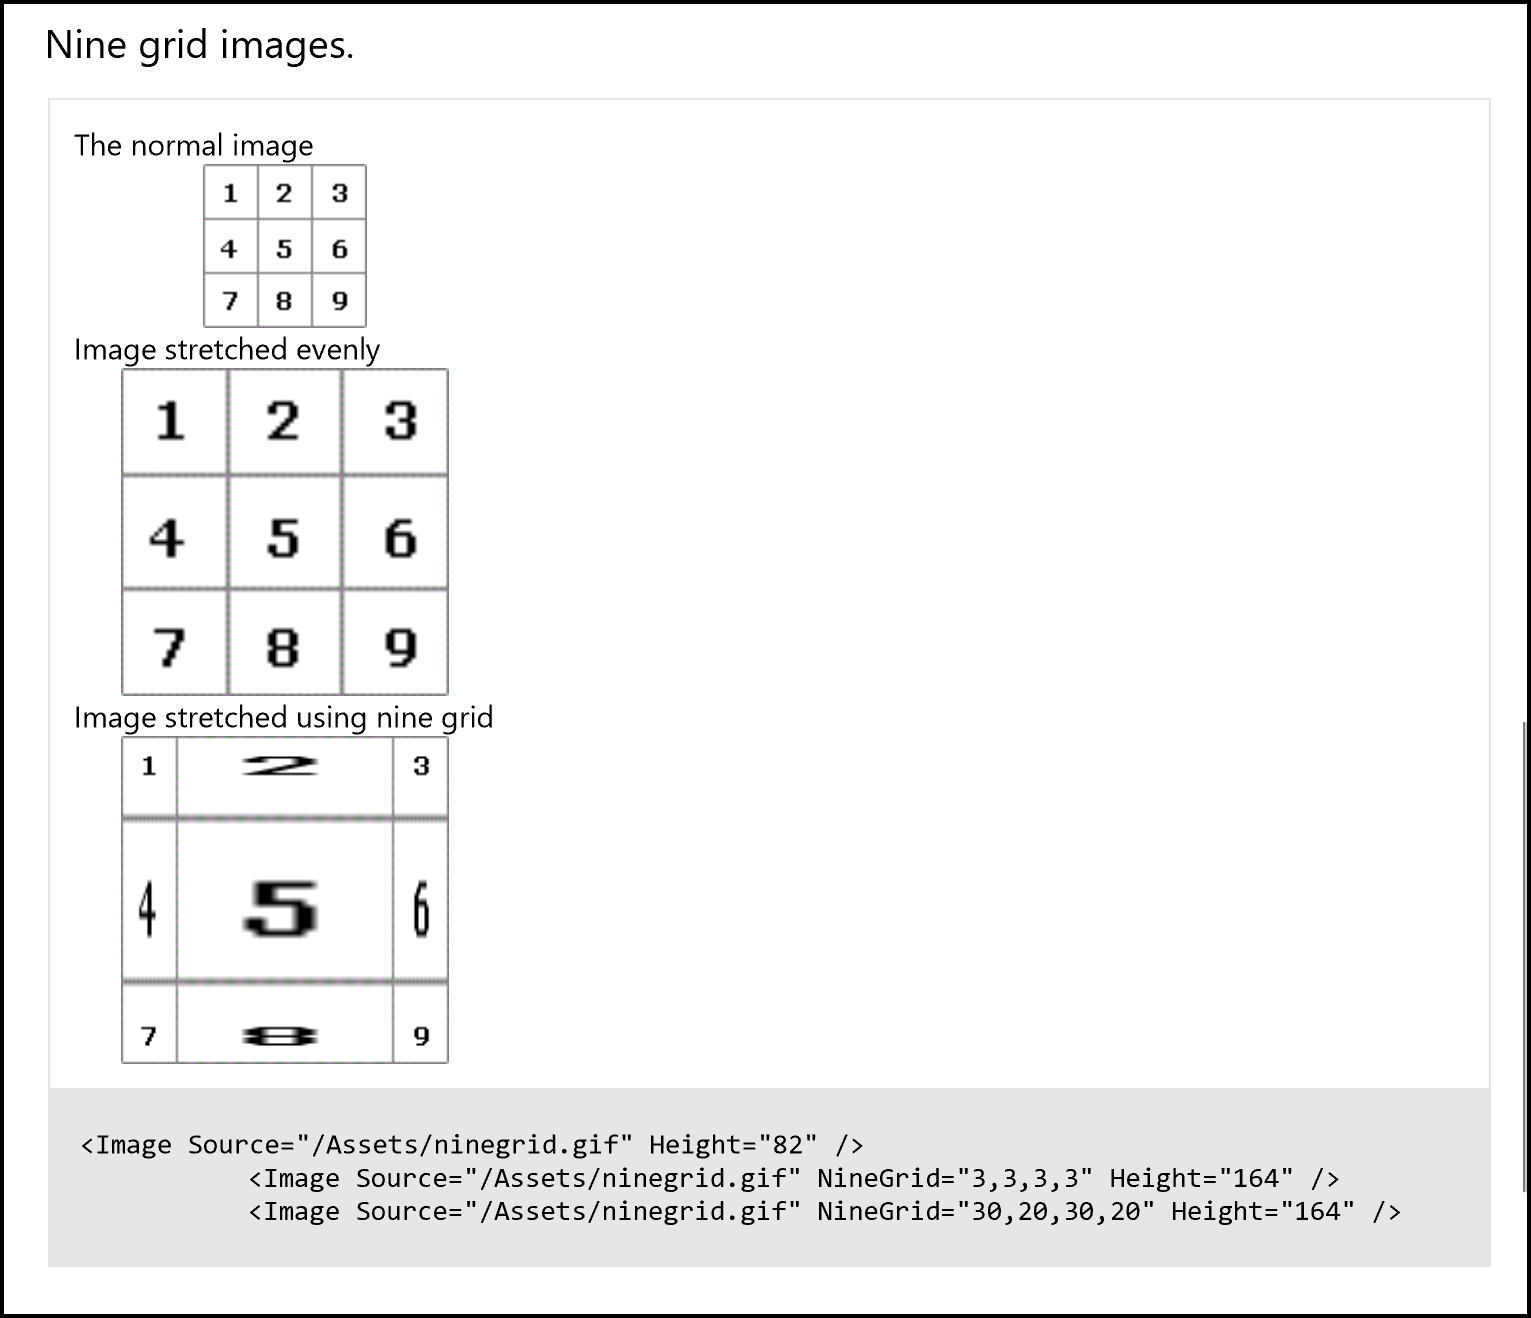 Nine grid images.
The normal image
1 2 3
4 5 6
7 8 9
Image stretched evenly
1 2 3
4 5 6
7 8 9
Image stretched using nine grid
1 2 3
4 5 6
7 8 9
<Image Source="/Assets/ninegrid.gif" Height="82" />
<Image Source="/Assets/ninegrid.gif" NineGrid="3,3,3,3" Height="164" />
<Image Source="/Assets/ninegrid.gif" NineGrid="30,20,30,20" Height="164" />